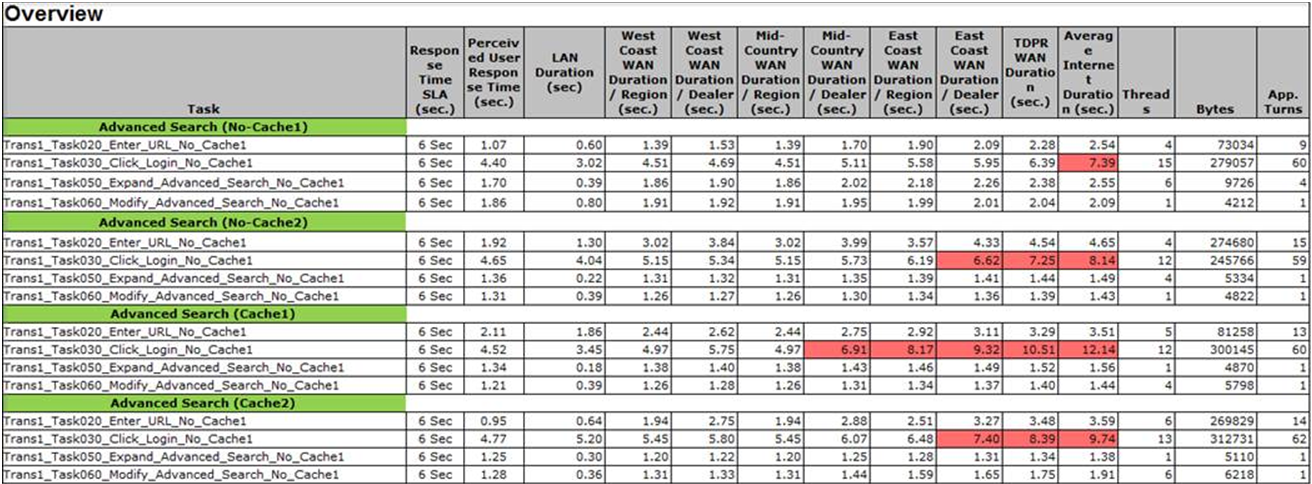 Overview
Task Respon se Time SLA (sec.) Perceiv ed User Respon se Time (sec.) LAN Duration (sec) West Coast WAN Duration / Region (sec.) West Coast WAN Duration / Dealer (sec.) Mid- Country WAN Duration / Region (sec.) Mid- Country WAN Duration / Dealer (sec.) East Coast WAN Duration / Region (sec.) East Coast WAN Duration / Dealer (sec.) TDPR WAN Duratio n (sec.) Averag e Interne t Duratio n (sec.) Thread s Bytes App. Turns
Advanced Search (No-Cache1)
Trans1_Task020_Enter_URL_No_Cache1 6 Sec 1.07 0.60 1.39 1.53 1.39 1.70 1.90 2.09 2.28 2.54 4 73034 9
Trans1_Task030_Click_Login_No_Cache1 6 Sec 4.40 3.02 4.51 4.69 4.51 5.11 5.58 5.95 6.39 7.39 15 279057 60
Trans1_Task050_Expand_Advanced_Search_No_Cache1 6 Sec 1.70 0.39 1.86 1.90 1.86 2.02 2.18 2.26 2.38 2.55 6 9726 4
Trans1_Task060_Modify_Advanced_Search_No_Cache1 6 Sec 1.86 0.80 1.91 1.92 1.91 1.95 1.99 2.01 2.04 2.09 1 4212 1
Advanced Search (No-Cache2)
Trans1_Task020_Enter_URL_No_Cache1 6 Sec 1.92 1.30 3.02 3.84 3.02 3.99 3.57 4.33 4.54 4.65 4 274680 15
Trans1_Task030_Click_Login_No_Cache1 6 Sec 4.65 4.04 5.15 5.34 5.15 5.73 6.19 6.62 7.25 8.14 12 245766 59
Trans1_Task050_Expand_Advanced_Search_No_Cache1 6 Sec 1.36 0.22 1.31 1.32 1.31 1.35 1.39 1.41 1.44 1.49 4 5334 1
Trans1_Task060_Modify_Advanced_Search_No_Cache1 6 Sec 1.31 0.39 1.26 1.27 1.26 1.30 1.34 1.36 1.39 1.43 1 4822 1
Advanced Search (Cache1)
Trans1_Task020_Enter_URL_No_Cache1 6 Sec 2.11 1.86 2.44 2.62 2.44 2.75 2.92 3.11 3.29 3.51 5 81258 13
Trans1_Task030_Click_Login_No_Cache1 6 Sec 4.52 3.45 4.97 5.75 4.97 6.91 8.17 9.32 10.51 12.14 12 300145 60
Trans1_Task050_Expand_Advanced_Search_No_Cache1 6 Sec 1.34 0.18 1.38 1.40 1.38 1.43 1.46 1.49 1.52 1.56 1 4870 1
Trans1_Task060_Modify_Advanced_Search_No_Cache1 6 Sec 1.21 0.39 1.26 1.28 1.26 1.31 1.34 1.37 1.40 1.44 4 5798 1
Advanced Search (Cache2)
Trans1_Task020_Enter_URL_No_Cache1 6 Sec 0.95 0.64 1.94 2.75 1.94 2.88 2.51 3.27 3.48 3.59 6 269829 14
Trans1_Task030_Click_Login_No_Cache1 6 Sec 4.77 5.20 5.45 5.80 5.45 6.07 6.48 7.40 8.39 9.74 13 312731 62
Trans1_Task050_Expand_Advanced_Search_No_Cache1 6 Sec 1.25 0.30 1.20 1.22 1.20 1.25 1.28 1.31 1.34 1.38 1 5110 1
Trans1_Task060_Modify_Advanced_Search_No_Cache1 6 Sec 1.28 0.36 1.31 1.33 1.31 1.44 1.59 1.65 1.75 1.91 6 6218 1